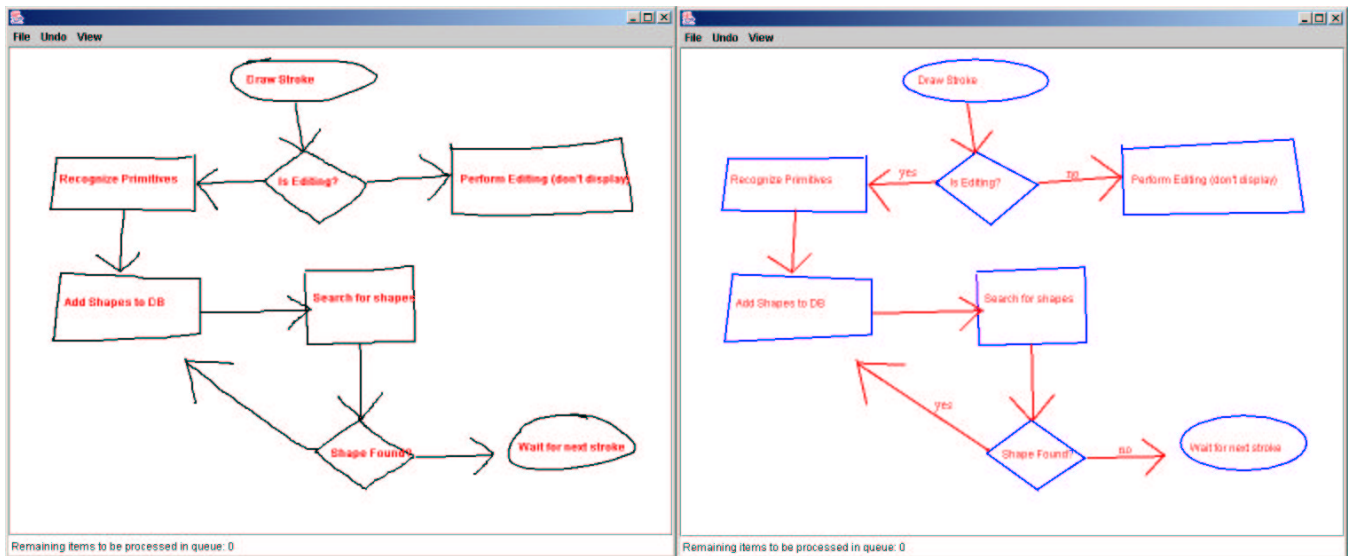 File Undo View
Draw Stroke
Recognize Primitives
Is Editing?
Perform Editing (don't display)
Add Shapes to DB
Search for shapes
Shape Found?
Wait for next stroke
Remaining items to be processed in queue: 0
File Undo View
Draw Stroke
Recognize Primitives
yes
Is Editing?
no
Perform Editing (don't display)
Add Shapes to DB
Search for shapes
yes
Shape Found?
no
Wait for next stroke
Remaining items to be processed in queue: 0